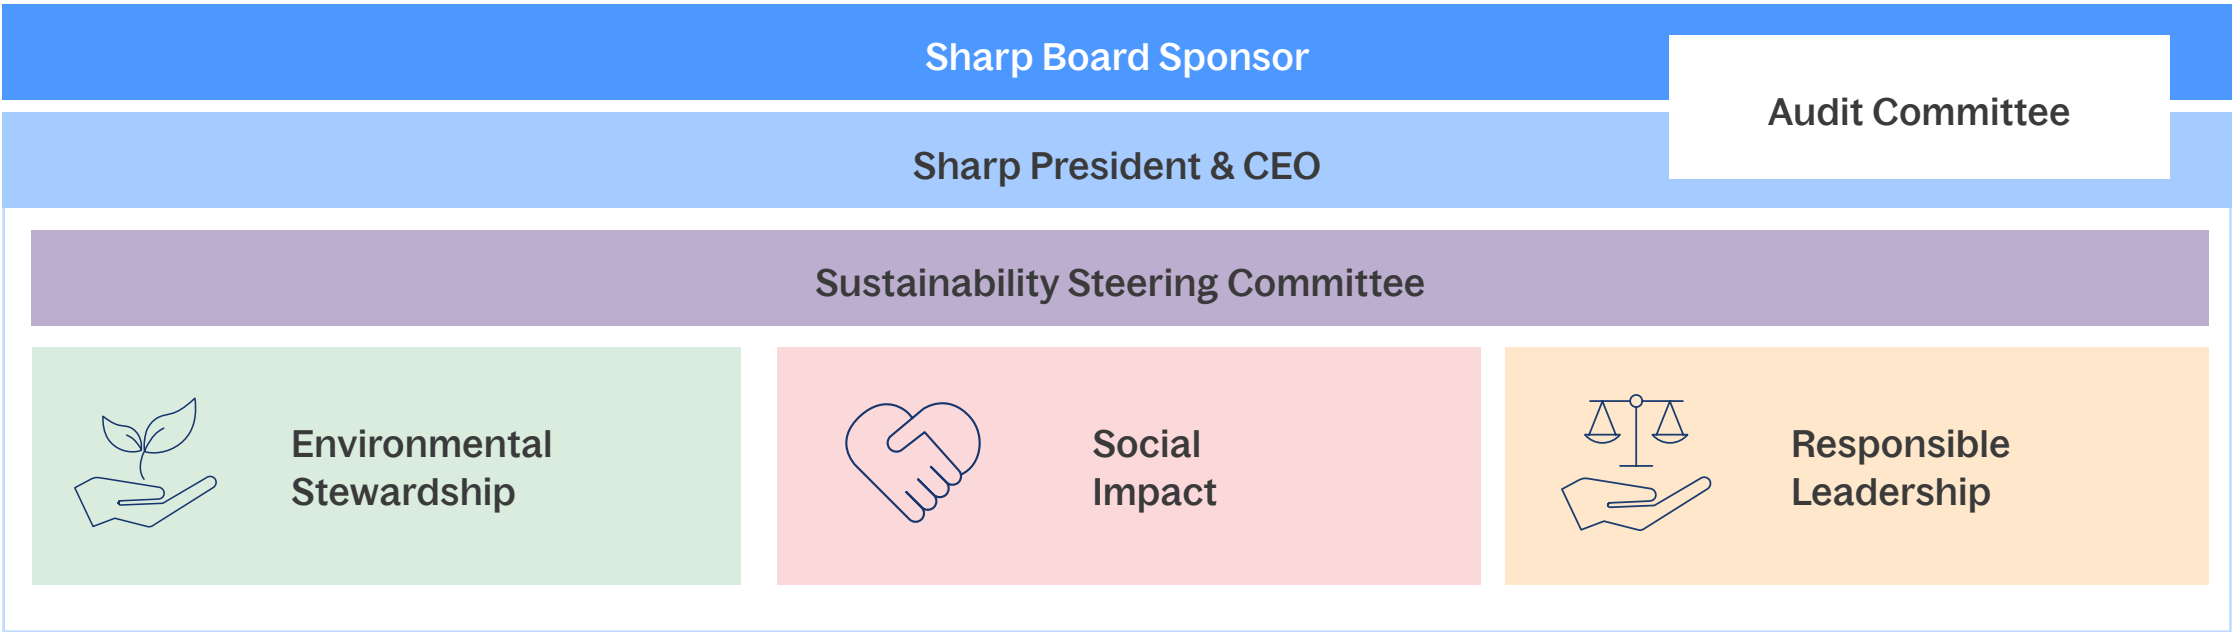 Sharp Board Sponsor
Audit Committee
Sharp President & CEO
Sustainability Steering Committee
Environmental
Stewardship
Social
Impact
Responsible
Leadership